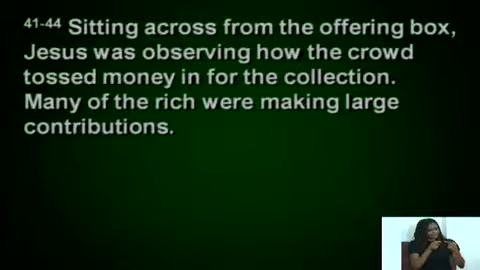 41-44 Sitting across from the offering box,
Jesus was observing how the crowd
tossed money in for the collection.
Many of the rich were making large
contributions.